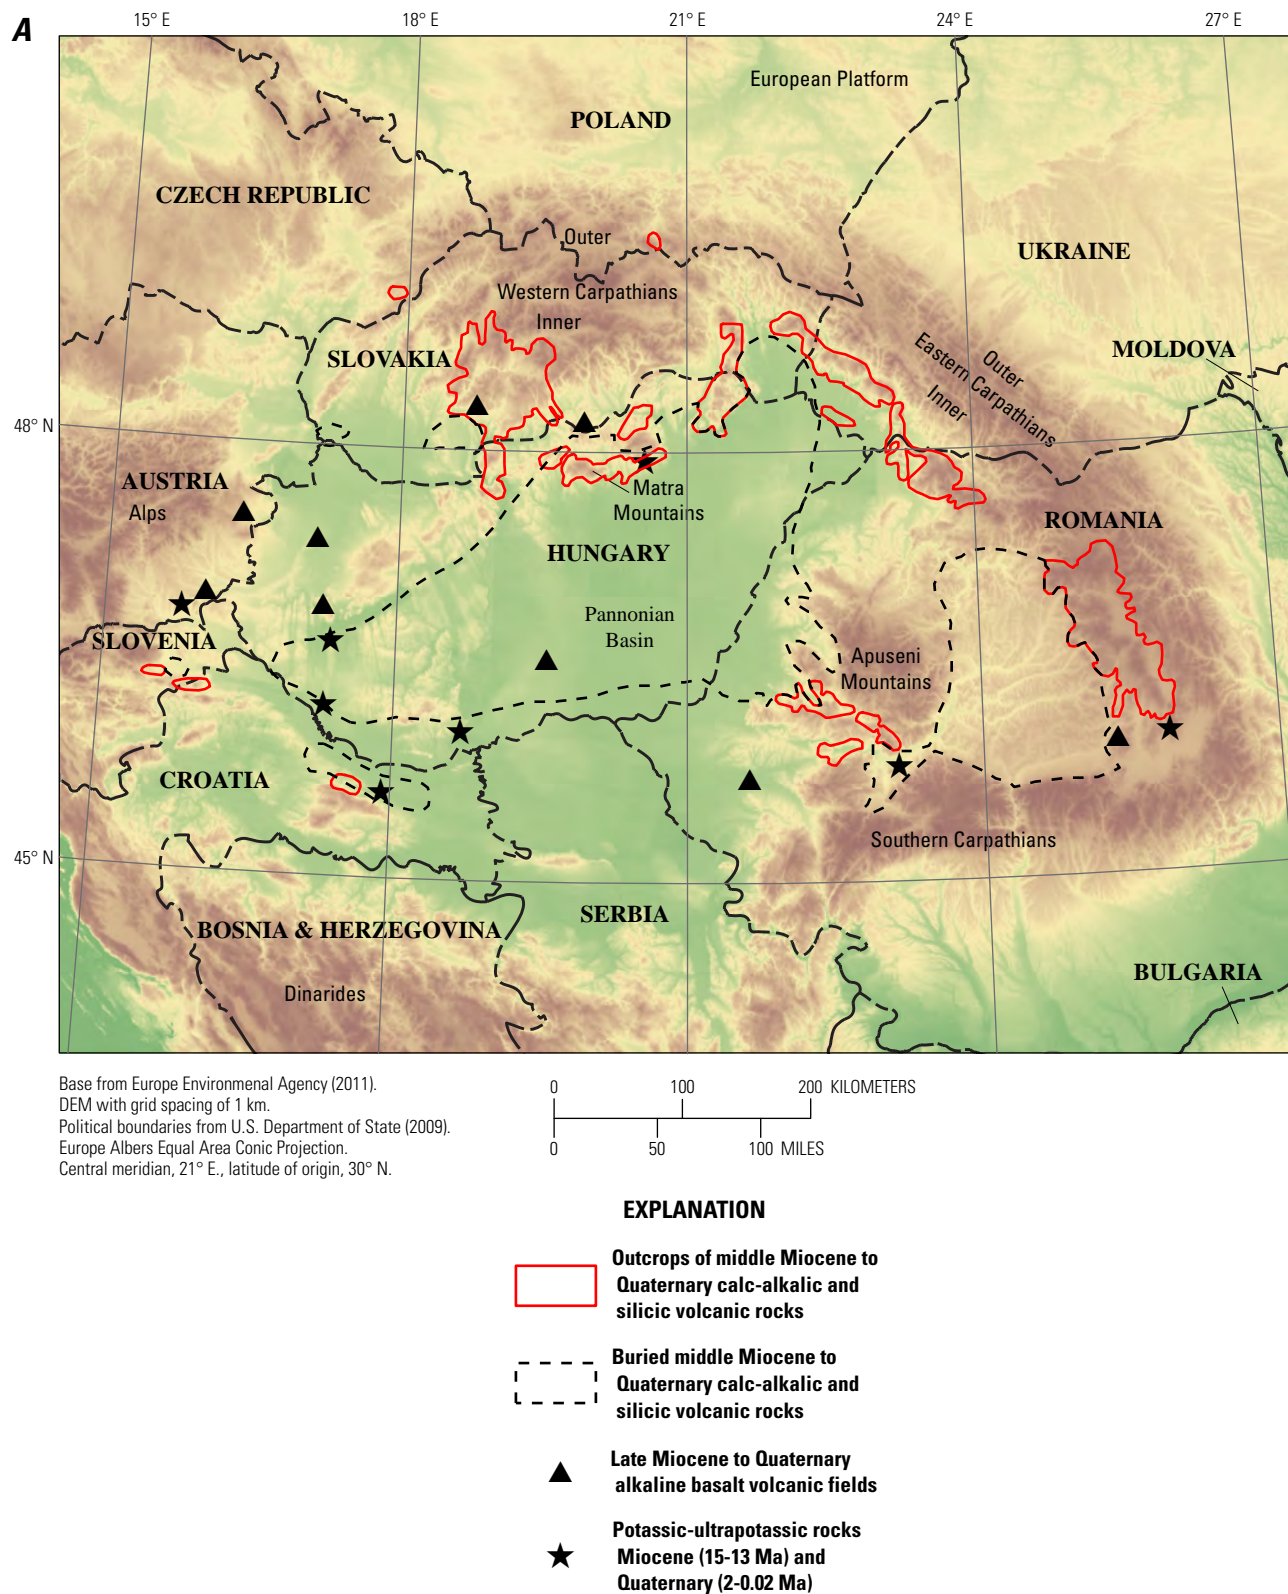 A
15° E
18° E
21° E
24° E
27° E
European Platform
POLAND
CZECH REPUBLIC
Outer
UKRAINE
Western Carpathians
Inner
SLOVAKIA
Outer
Eastern Carpathians
Inner
MOLDOVA
48° N
AUSTRIA
Alps
Matra
Mountains
ROMANIA
HUNGARY
Pannonian
Basin
SLOVENIA
Apuseni
Mountains
CROATIA
Southern Carpathians
45° N
SERBIA
BOSNIA & HERZEGOVINA
BULGARIA
Dinarides
Base from Europe Environmenal Agency (2011).
DEM with grid spacing of 1 km.
Political boundaries from U.S. Department of State (2009).
Europe Albers Equal Area Conic Projection.
Central meridian, 21° E., latitude of origin, 30° N.
0 100 200 KILOMETERS
0 50 100 MILES
EXPLANATION
Outcrops of middle Miocene to
Quaternary calc-alkalic and
silicic volcanic rocks
Buried middle Miocene to
Quaternary calc-alkalic and
silicic volcanic rocks
Late Miocene to Quaternary
alkaline basalt volcanic fields
Potassic-ultrapotassic rocks
Miocene (15-13 Ma) and
Quaternary (2-0.02 Ma)